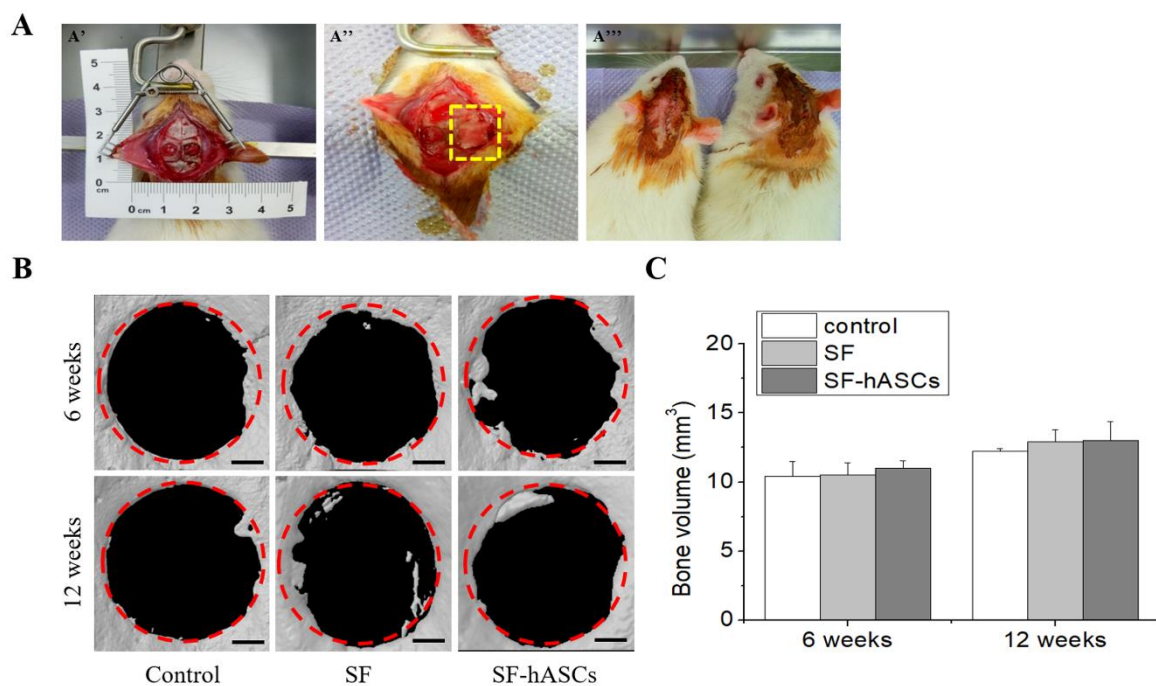 A
A’
5
4
3
2
1
0
cm
0 cm 1 2 3 4 5
A’’
A’’’
B
6 weeks
12 weeks
Control SF SF-hASCs
C
control
SF
SF-hASCs
Bone volume (mm³)
20
15
10
5
0
6 weeks 12 weeks